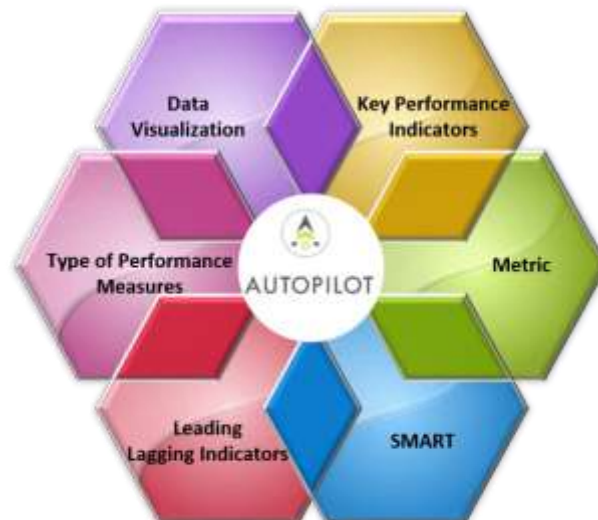 Data
Visualization
Key Performance
Indicators
Type of Performance
Measures
AUTOPILOT
Metric
Leading
Lagging Indicators
SMART